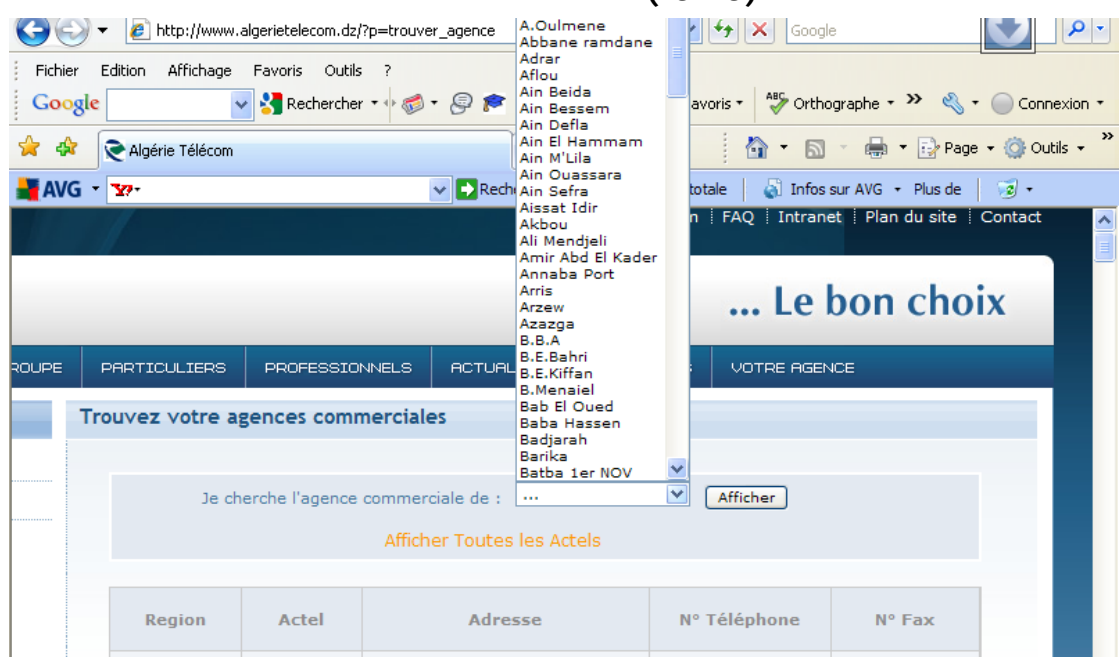 http://www.algerietelecom.dz/?p=trouver_agence
Google
Fichier Edition Affichage Favoris Outils ?
Google Rechercher avoris ABC Orthographe Connexion
Algérie Télécom Page Outils
AVG Y? Rech totale Infos sur AVG Plus de
n FAQ Intranet Plan du site Contact
... Le bon choix
ROUPE PARTICULIERS PROFESSIONNELS ACTUAL S VOTRE AGENCE
Trouvez votre agences commerciales
A.Oulmene
Abbane ramdane
Adrar
Aflou
Ain Beida
Ain Bessem
Ain Defla
Ain El Hammam
Ain M'Lila
Ain Ouassara
Ain Sefra
Aissat Idir
Akbou
Ali Mendjeli
Amir Abd El Kader
Annaba Port
Arris
Arzew
Azazga
B.B.A
B.E.Bahri
B.E.Kiffan
B.Menaiel
Bab El Oued
Baba Hassen
Badjarah
Barika
Batba 1er NOV
Je cherche l'agence commerciale de : ... Afficher
Afficher Toutes les Actels
Region Actel Adresse N° Téléphone N° Fax